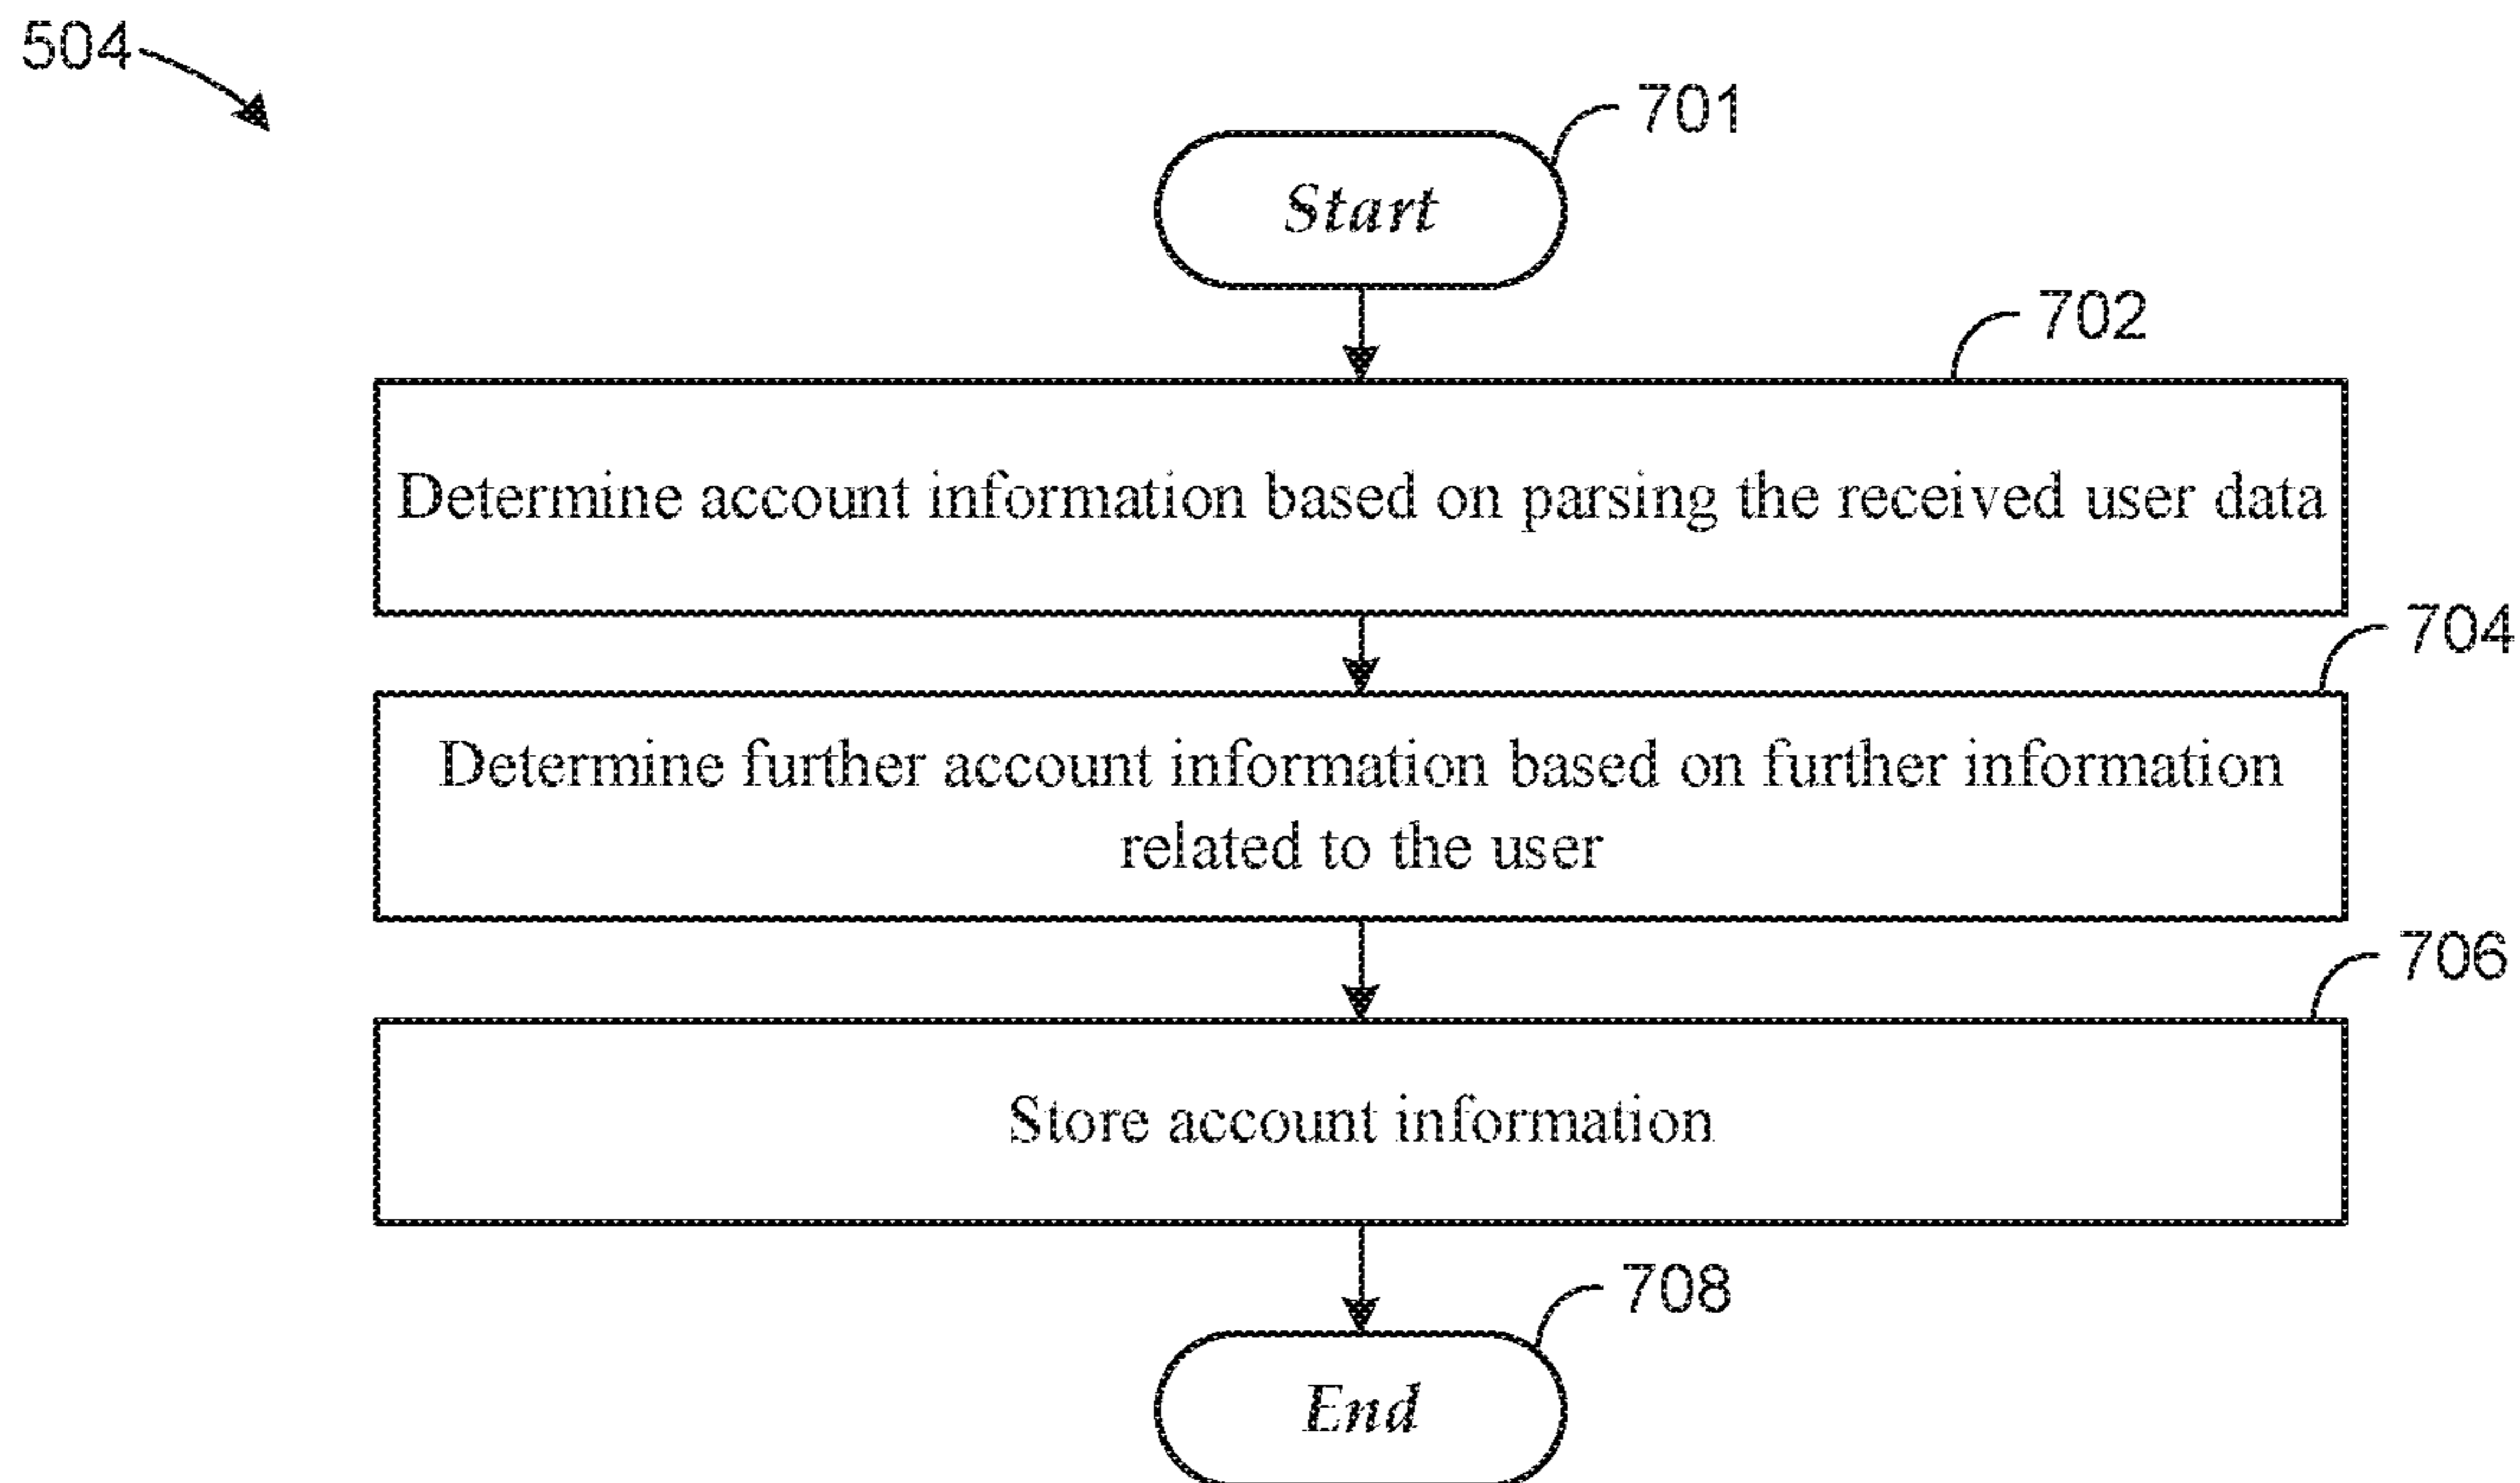 504
701
Start
702
Determine account information based on parsing the received user data
704
Determine further account information based on further information
related to the user
706
Store account information
708
End